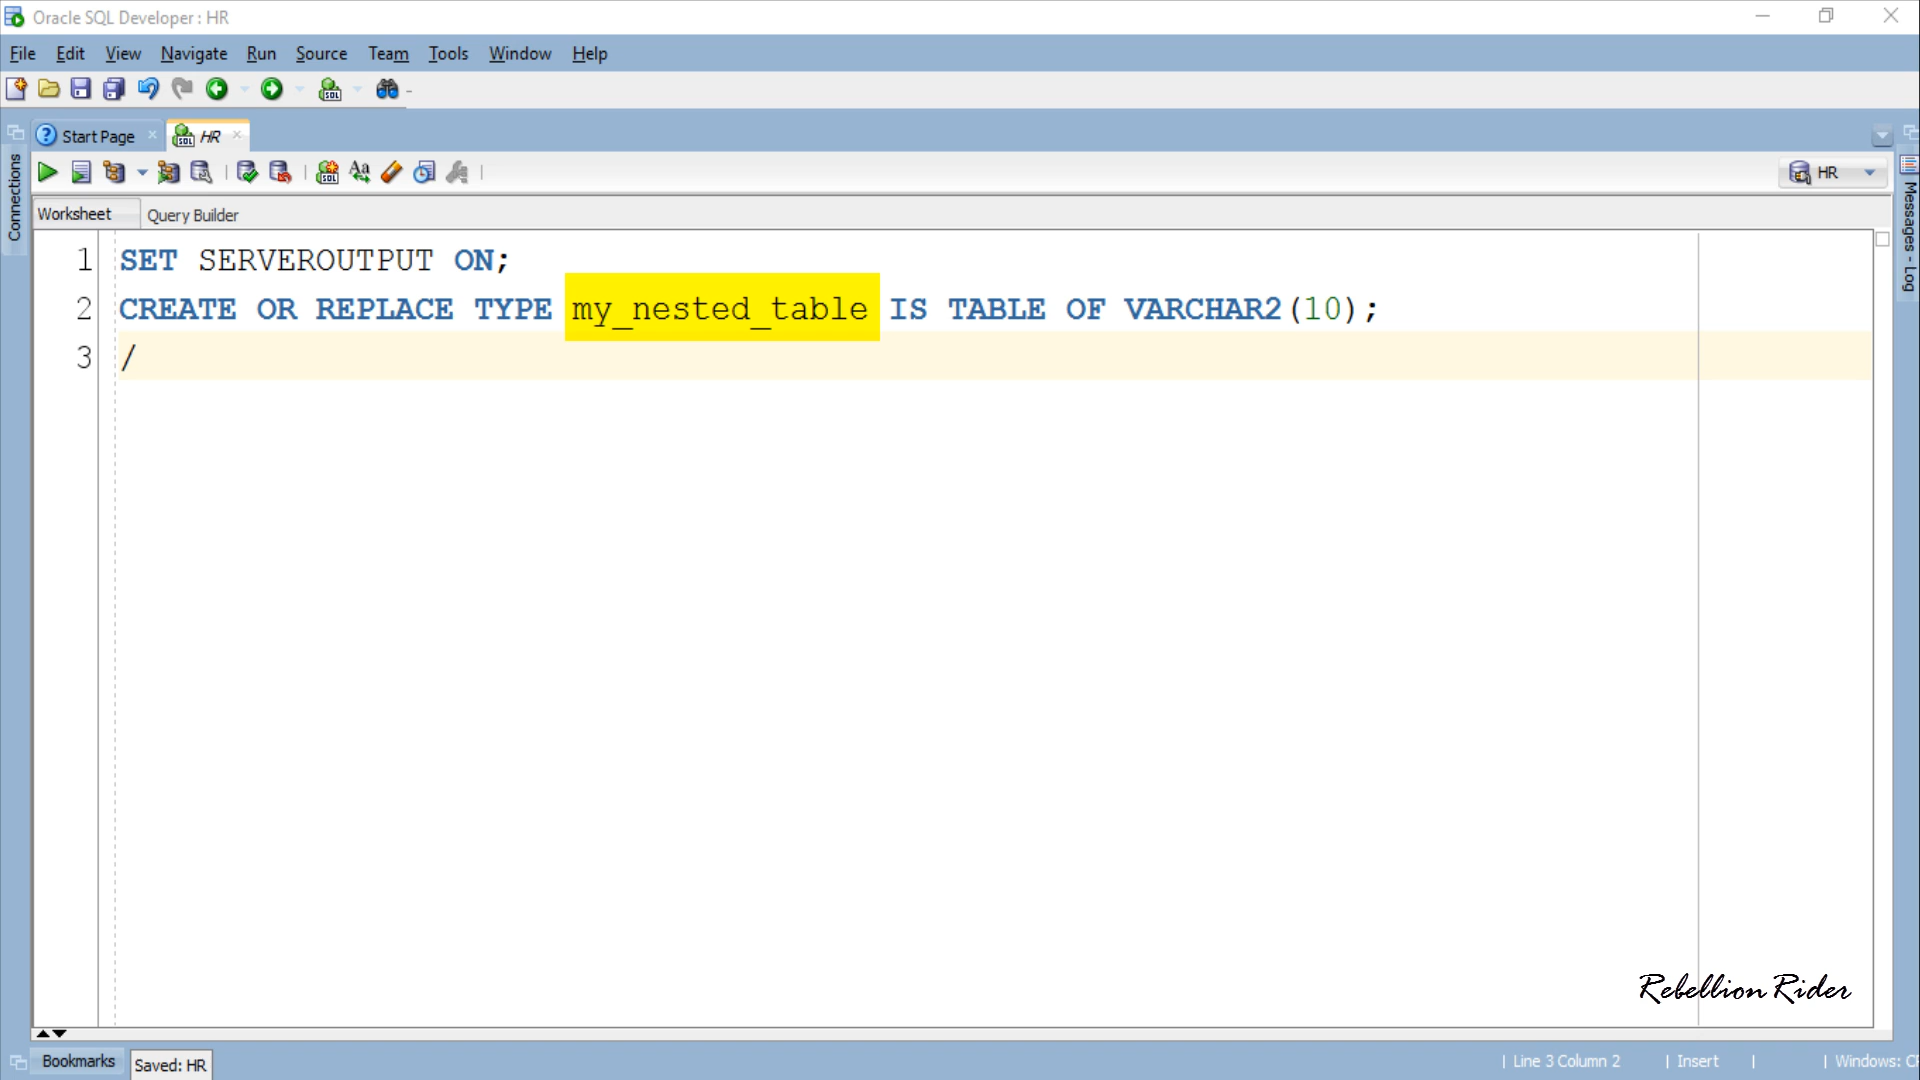 Oracle SQL Developer : HR
File Edit View Navigate Run Source Team Tools Window Help
Start Page HR
Connections
HR
Messages - Log
Worksheet Query Builder
1 SET SERVEROUTPUT ON;
2 CREATE OR REPLACE TYPE my_nested_table IS TABLE OF VARCHAR2(10);
3 /
Rebellion Rider
Bookmarks Saved: HR | Line 3 Column 2 | Insert | | Windows: